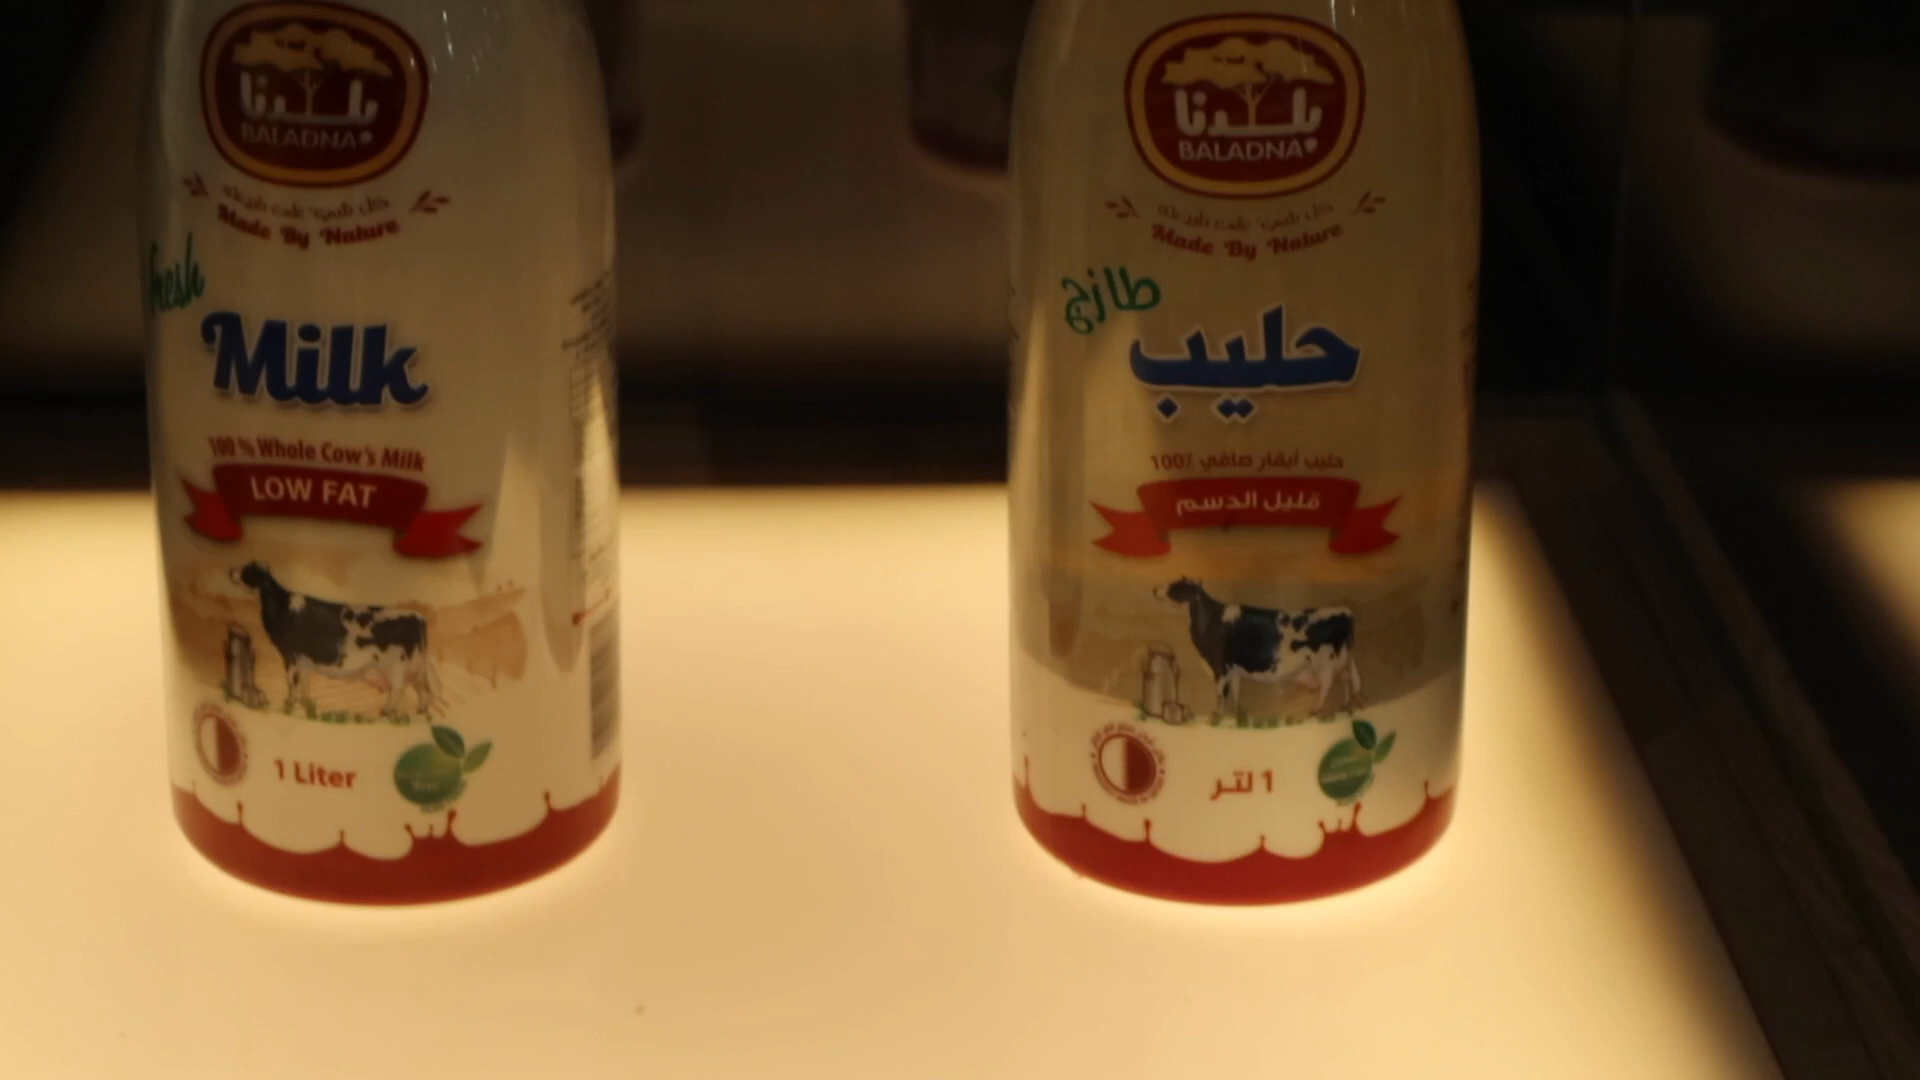 بلدنا
BALADNA
Made By Nature
fresh
Milk
100% Whole Cow's Milk
LOW FAT
1 Liter
بلدنا
BALADNA
Made By Nature
طازج
حليب
حليب أبقار صافي 100٪
قليل الدسم
1 لتر